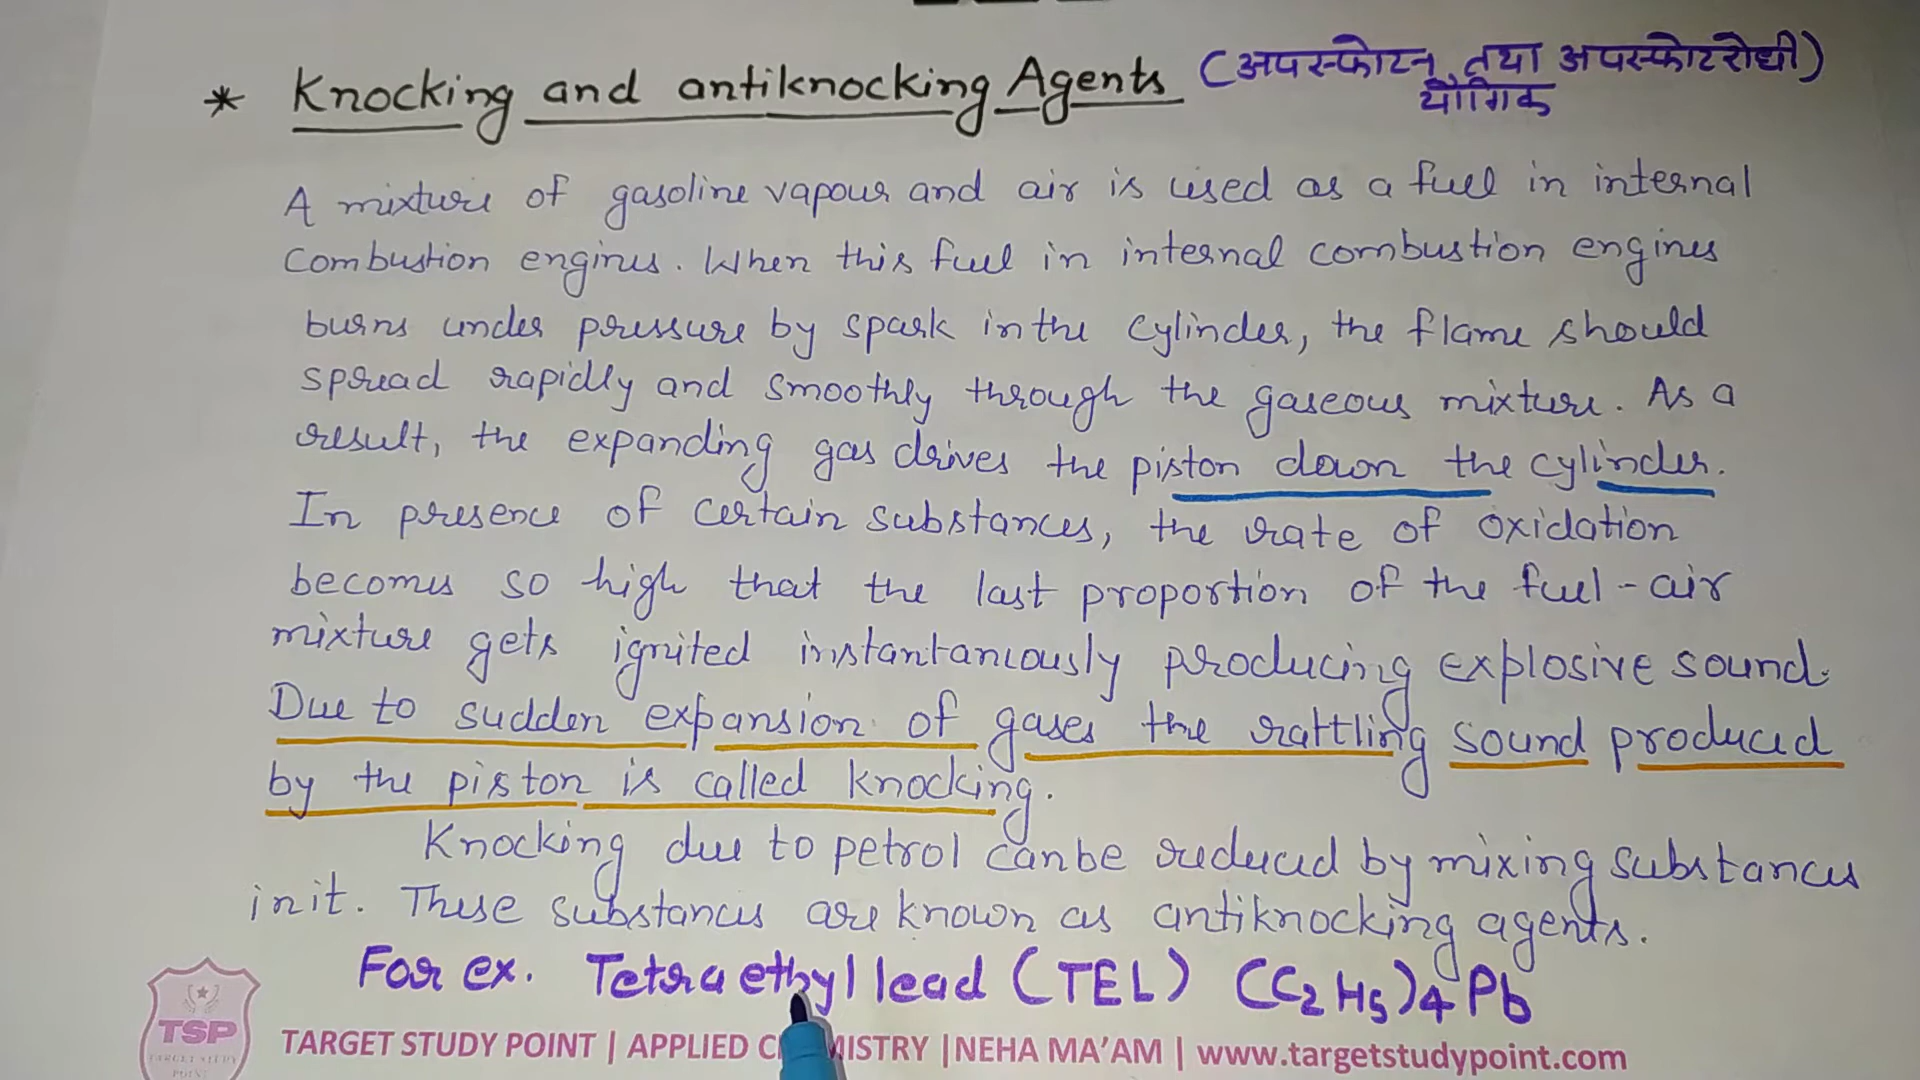 * Knocking and antiknocking Agents (अपस्फोटन तथा अपस्फोटरोधी)
यौगिक
A mixture of gasoline vapour and air is used as a fuel in internal
Combustion engines. When this fuel in internal combustion engines
burns under pressure by spark in the cylinder, the flame should
spread rapidly and smoothly through the gaseous mixture. As a
result, the expanding gas drives the piston down the cylinder.
In presence of certain substances, the rate of oxidation
becomes so high that the last proportion of the fuel-air
mixture gets ignited instantaneously producing explosive sound.
Due to sudden expansion of gases the rattling sound produced
by the piston is called knocking.
Knocking due to petrol can be reduced by mixing substances
in it. These substances are known as antiknocking agents.
For ex. Tetra ethyl lead (TEL) (C2H5)4Pb
TSP
TARGET STUDY
POINT
TARGET STUDY POINT | APPLIED CHEMISTRY |NEHA MA'AM | www.targetstudypoint.com